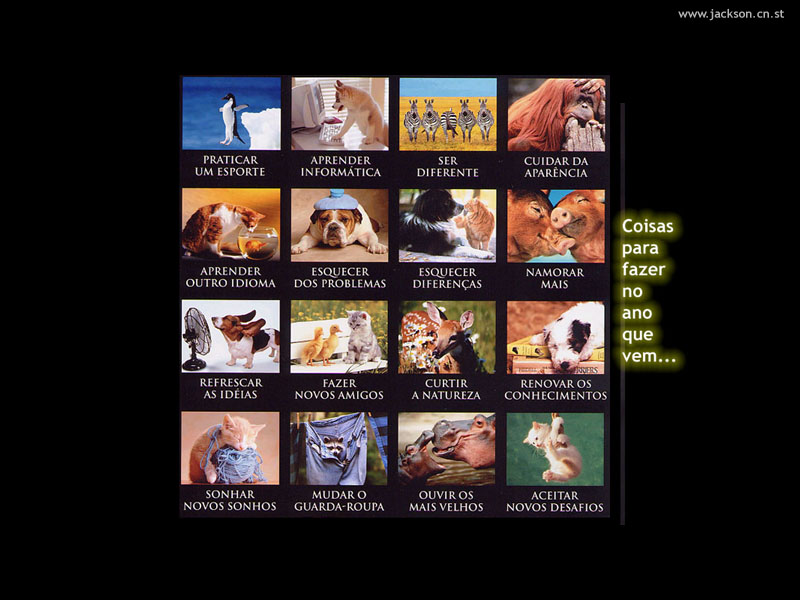 www.jackson.cn.st
PRATICAR
UM ESPORTE
APRENDER
INFORMÁTICA
SER
DIFERENTE
CUIDAR DA
APARÊNCIA
APRENDER
OUTRO IDIOMA
ESQUECER
DOS PROBLEMAS
ESQUECER
DIFERENÇAS
NAMORAR
MAIS
REFRESCAR
AS IDÉIAS
FAZER
NOVOS AMIGOS
CURTIR
A NATUREZA
RENOVAR OS
CONHECIMENTOS
SONHAR
NOVOS SONHOS
MUDAR O
GUARDA-ROUPA
OUVIR OS
MAIS VELHOS
ACEITAR
NOVOS DESAFIOS
Coisas
para
fazer
no
ano
que
vem...